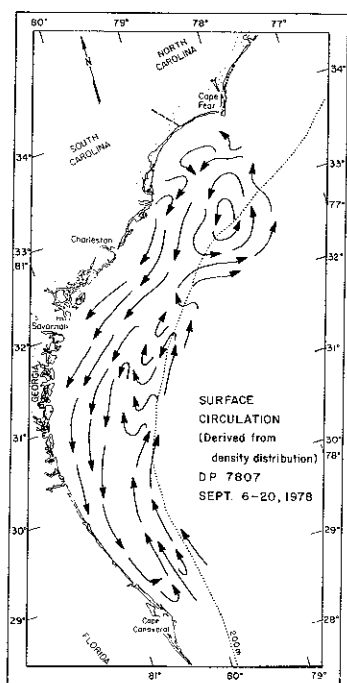 80° 79° 78° 77°
NORTH
CAROLINA
N
34°
Cape
Fear
SOUTH
CAROLINA
34°
33°
77°
Charleston
33°
81°
32°
Savannah
32°
31°
GEORGIA
SURFACE
CIRCULATION
(Derived from
density distribution)
DP 7807
SEPT. 6-20, 1978
31°
30°
78°
30°
29°
29°
28°
Cape
Canaveral
FLORIDA
200m
81° 80° 79°